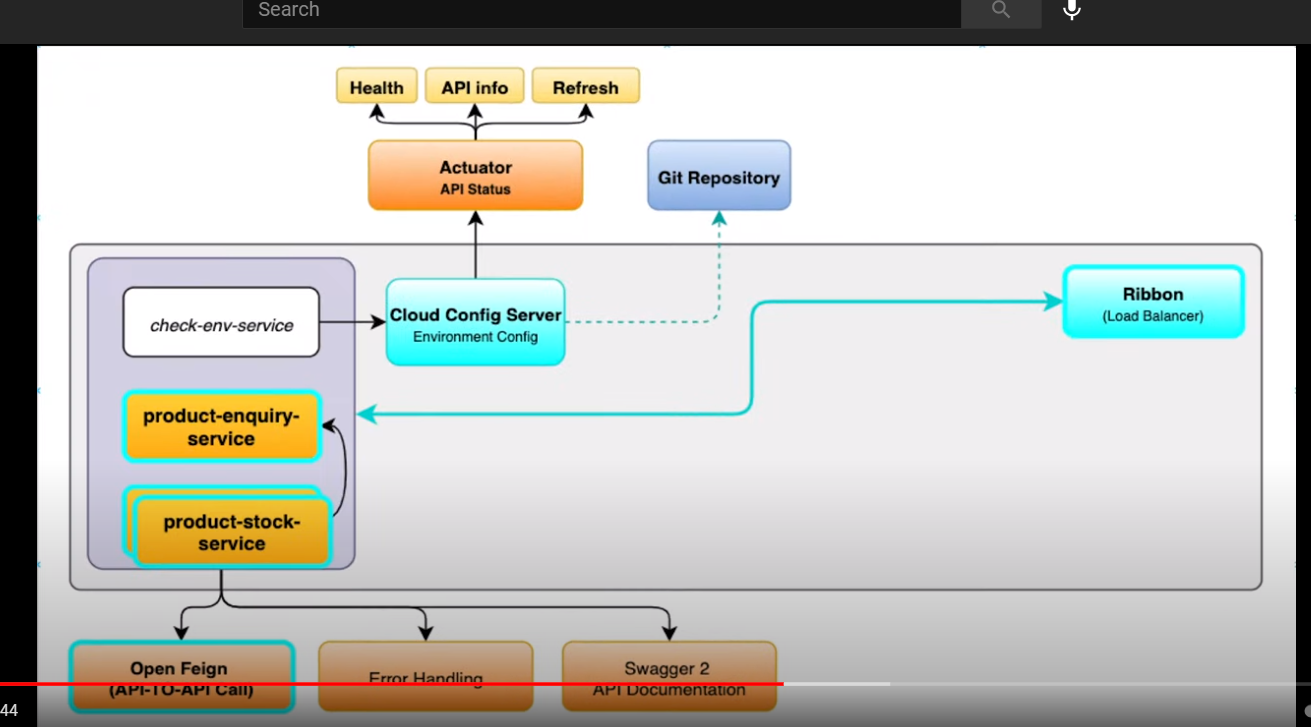 Search
Health
API info
Refresh
Actuator
API Status
Git Repository
check-env-service
Cloud Config Server
Environment Config
Ribbon
(Load Balancer)
product-enquiry-
service
product-stock-
service
Open Feign
(API-TO-API Call)
Error Handling
Swagger 2
API Documentation
44